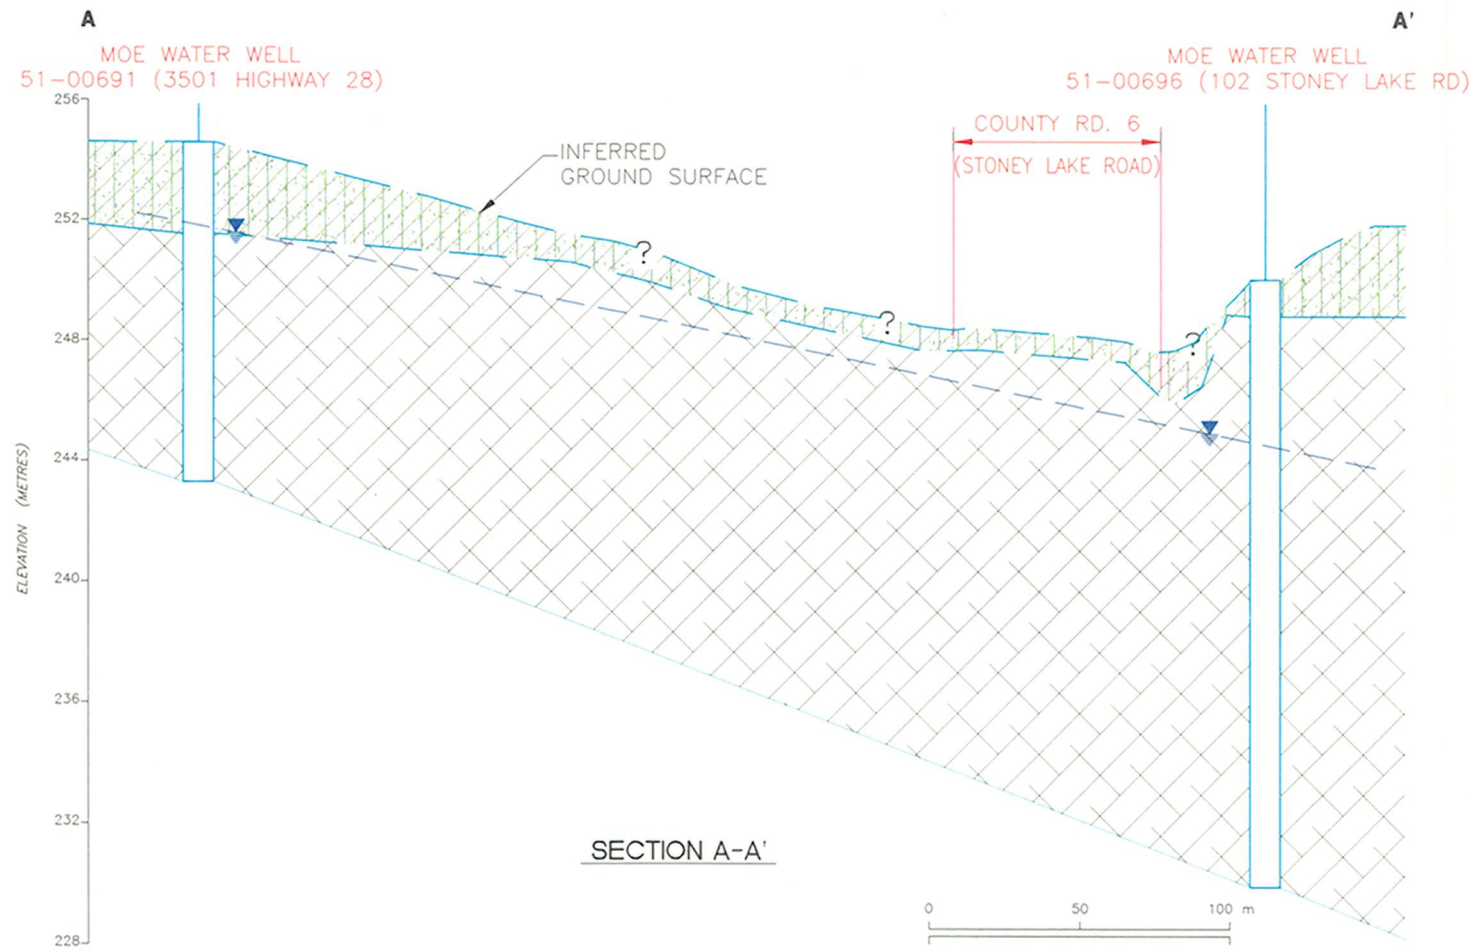 A
A'
MOE WATER WELL
51-00691 (3501 HIGHWAY 28)
MOE WATER WELL
51-00696 (102 STONEY LAKE RD)
256
COUNTY RD. 6
(STONEY LAKE ROAD)
INFERRED
GROUND SURFACE
252
?
?
?
248
244
ELEVATION (METRES)
240
236
232
SECTION A-A'
0
50
100 m
228